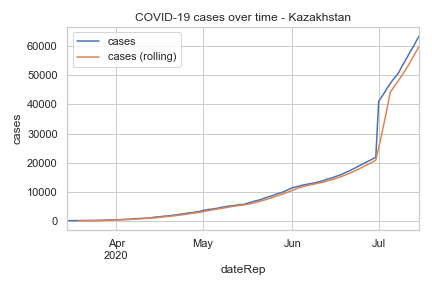 COVID-19 cases over time - Kazakhstan
cases
cases (rolling)
60000
50000
40000
30000
20000
10000
0
cases
Apr
2020
May
Jun
Jul
dateRep